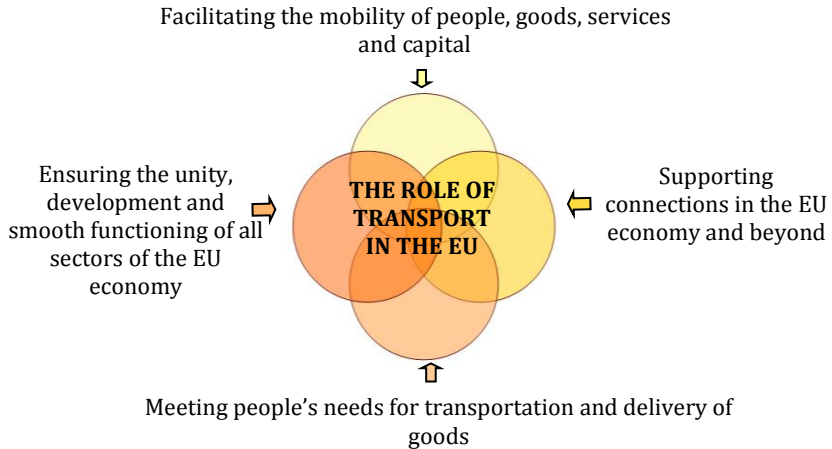 Facilitating the mobility of people, goods, services
and capital
Ensuring the unity,
development and
smooth functioning of all
sectors of the EU
economy
THE ROLE OF
TRANSPORT
IN THE EU
Supporting
connections in the EU
economy and beyond
Meeting people’s needs for transportation and delivery of
goods